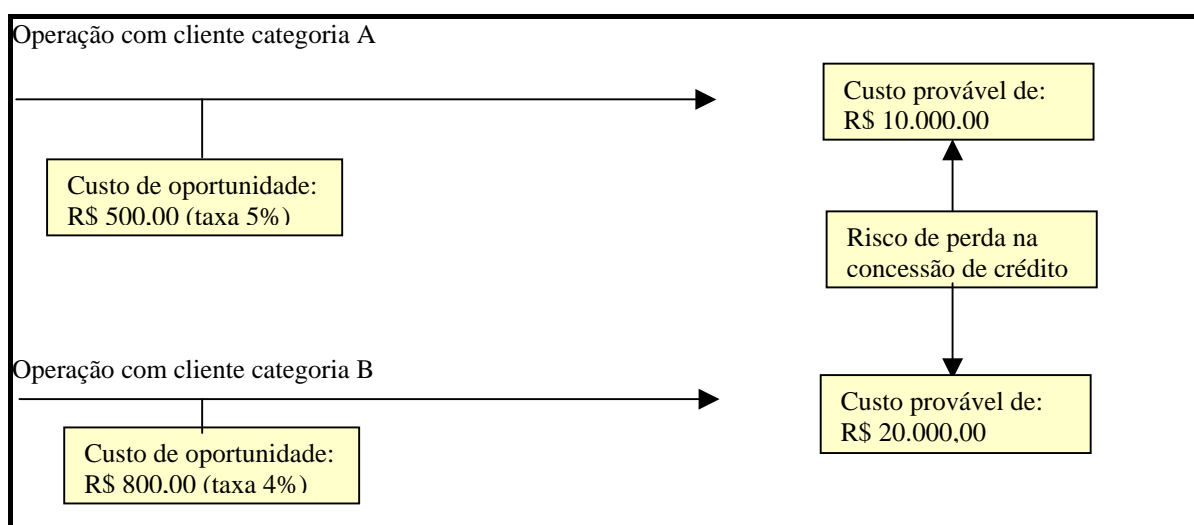 Operação com cliente categoria A
Custo provável de:
R$ 10.000,00
Custo de oportunidade:
R$ 500,00 (taxa 5%)
Risco de perda na
concessão de crédito
Operação com cliente categoria B
Custo provável de:
R$ 20.000,00
Custo de oportunidade:
R$ 800,00 (taxa 4%)